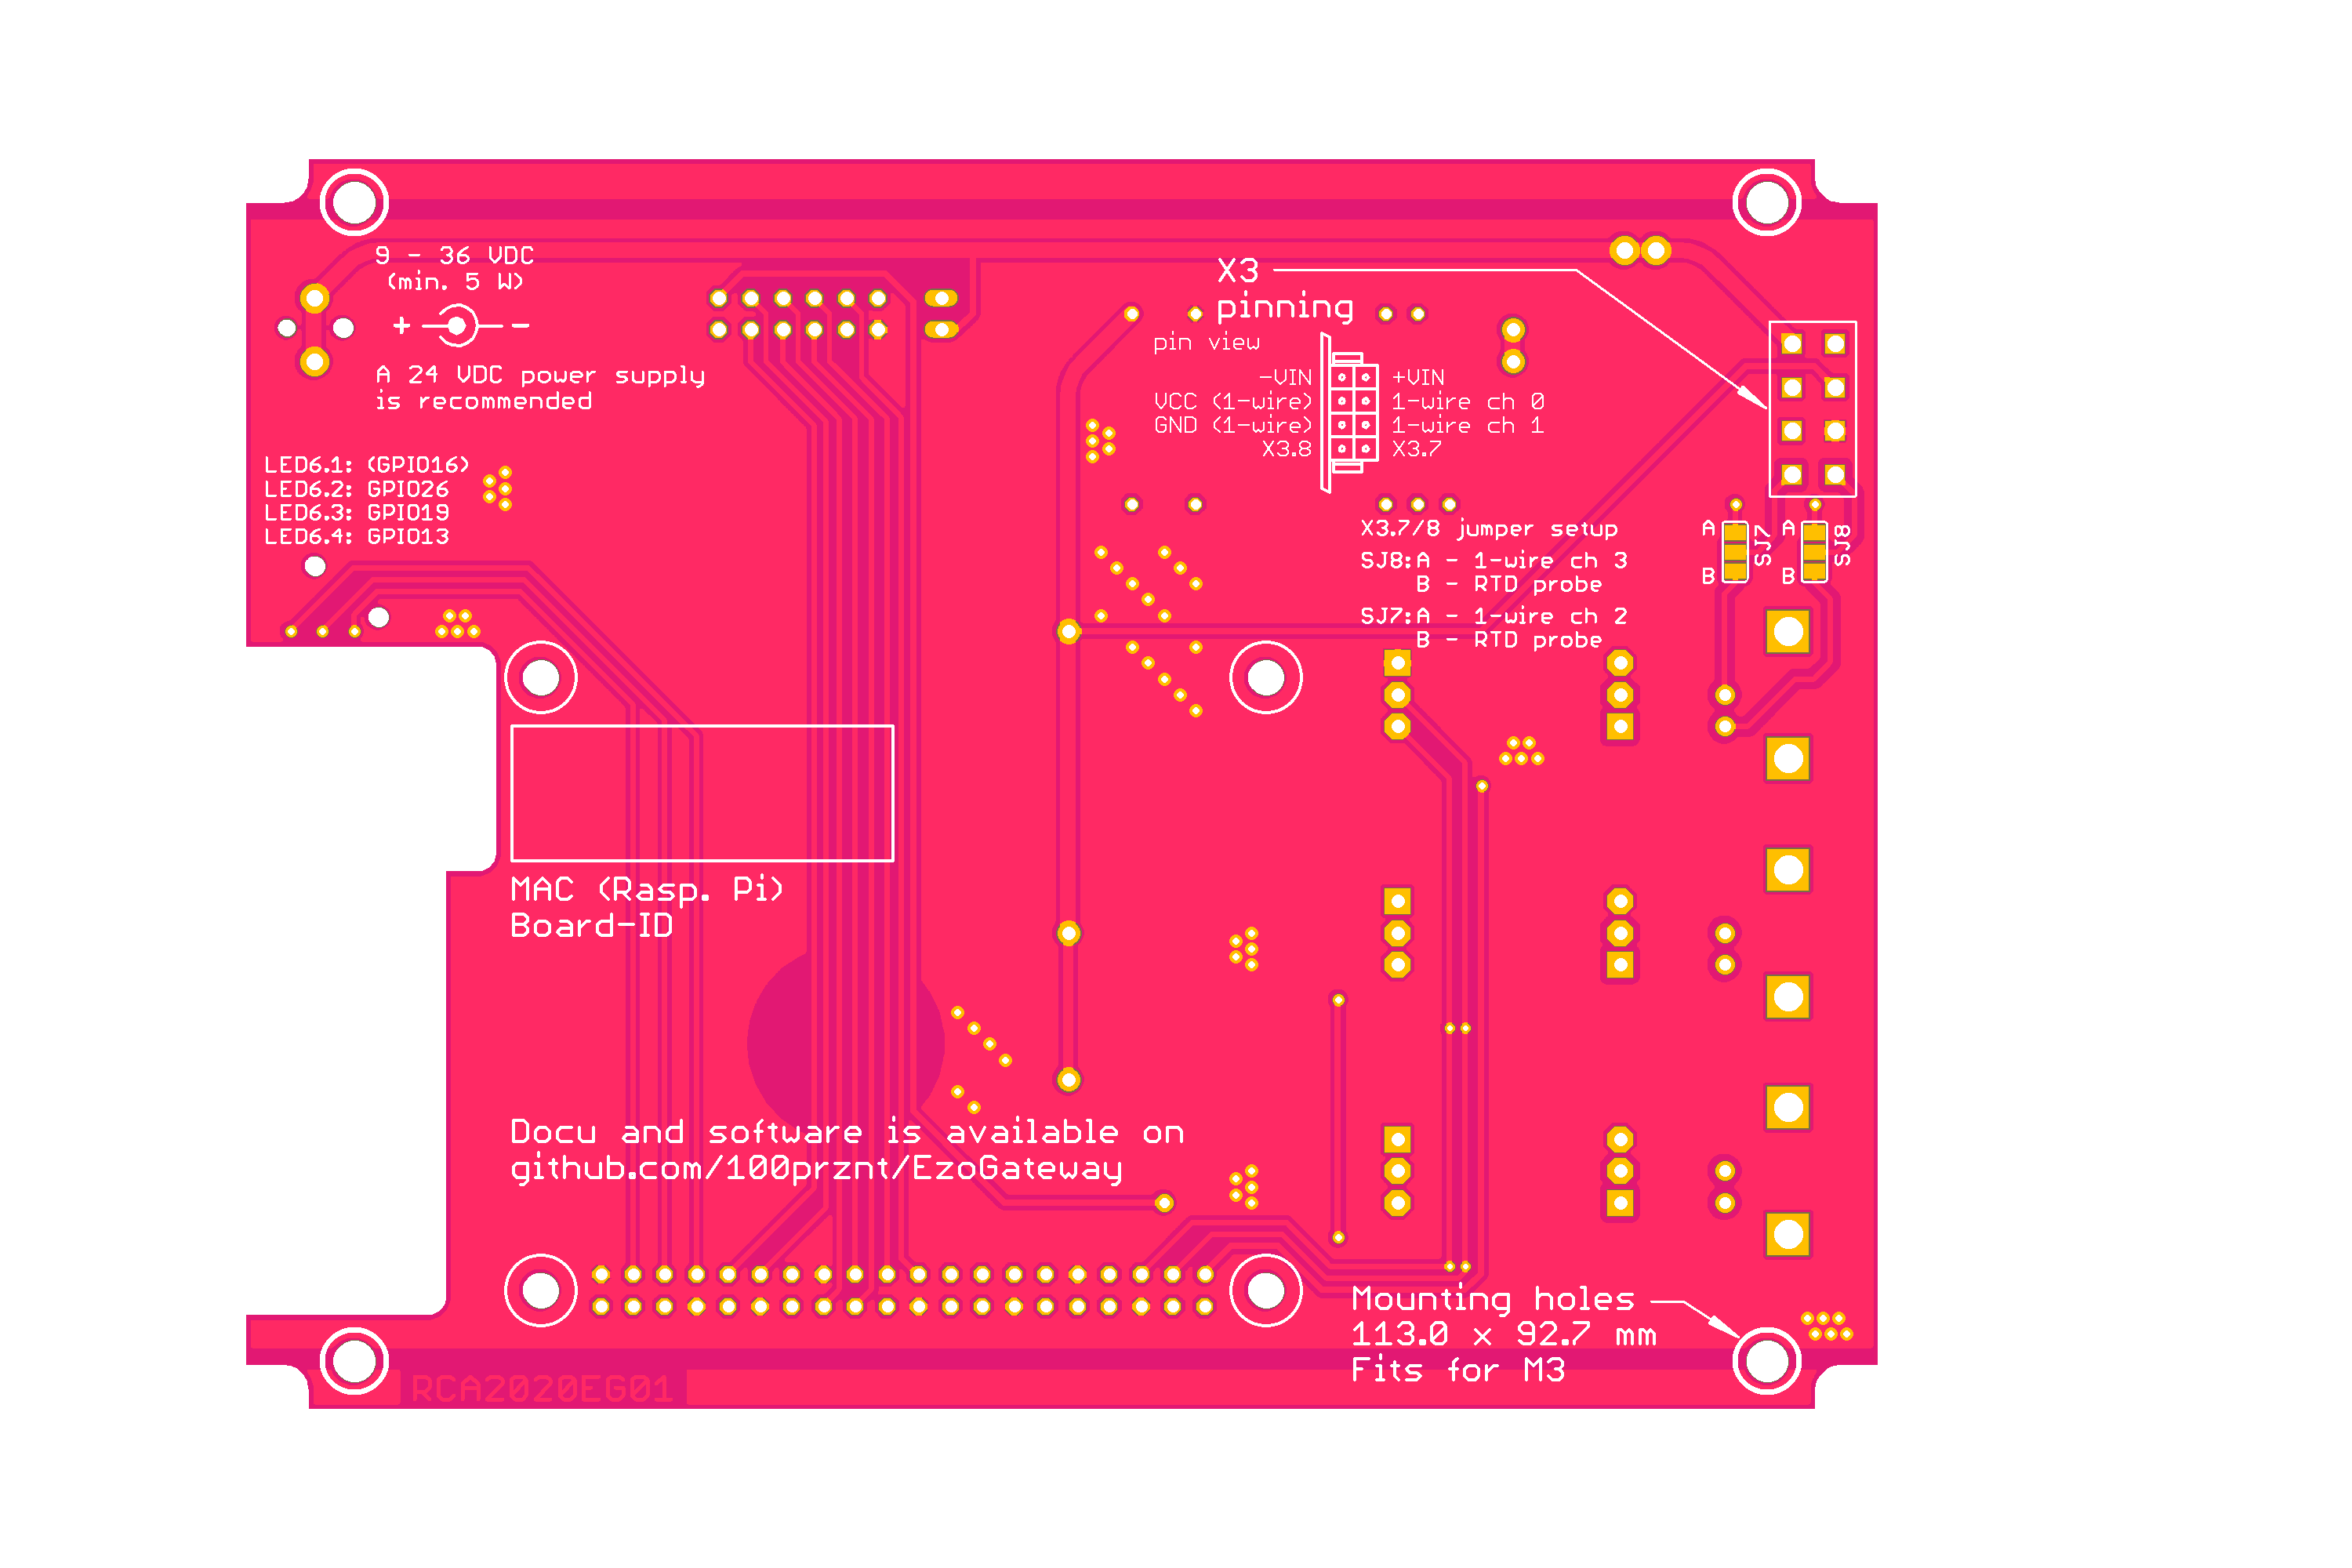 9 - 36 VDC
(min. 5 W)
+ -
A 24 VDC power supply
is recommended
LED6.1: (GPIO16)
LED6.2: GPIO26
LED6.3: GPIO19
LED6.4: GPIO13
X3
pinning
pin view
-VIN +VIN
VCC (1-wire) 1-wire ch 0
GND (1-wire) 1-wire ch 1
X3.8 X3.7
X3.7/8 jumper setup
SJ8:A - 1-wire ch 3
B - RTD probe
SJ7:A - 1-wire ch 2
B - RTD probe
A
B
SJ7
A
B
SJ8
MAC (Rasp. Pi)
Board-ID
Docu and software is available on
github.com/100prznt/EzoGateway
Mounting holes
113.0 x 92.7 mm
Fits for M3
RCA2020EG01